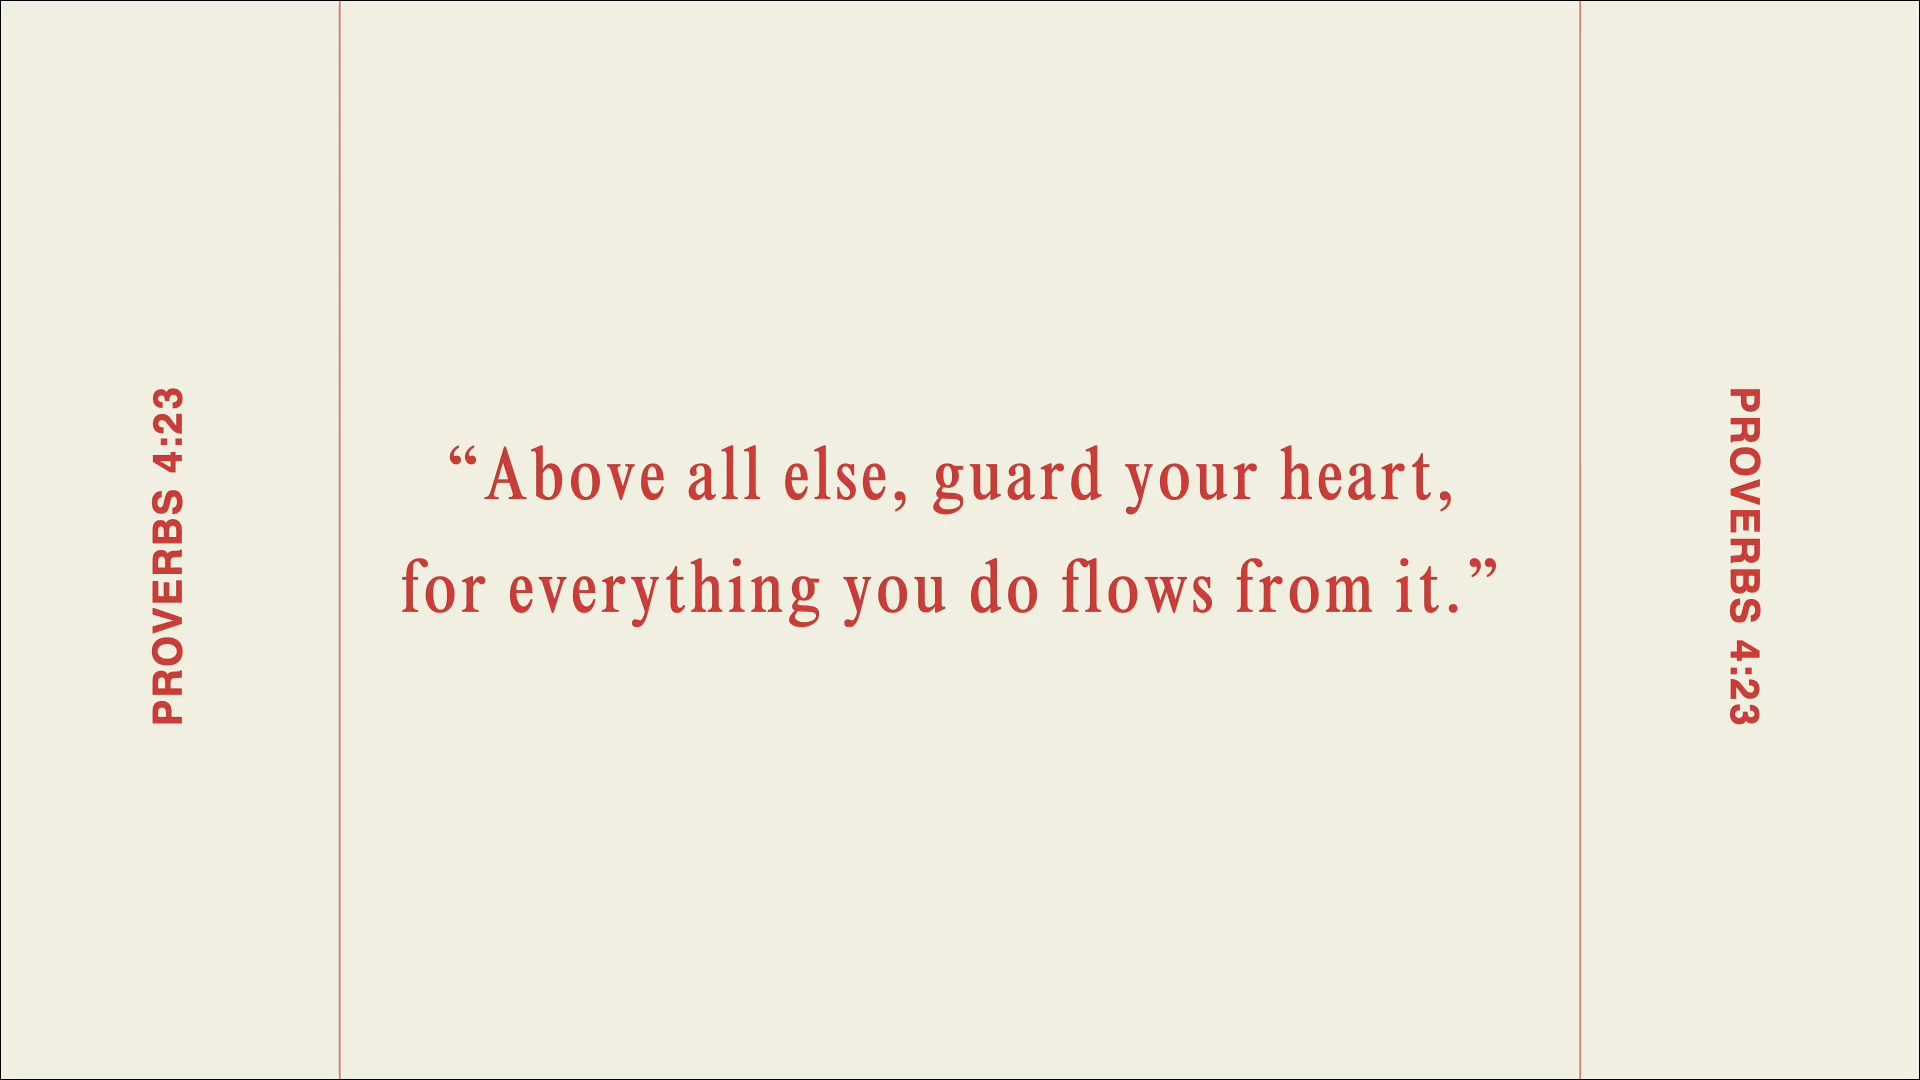 PROVERBS 4:23
“Above all else, guard your heart,
for everything you do flows from it.”
PROVERBS 4:23